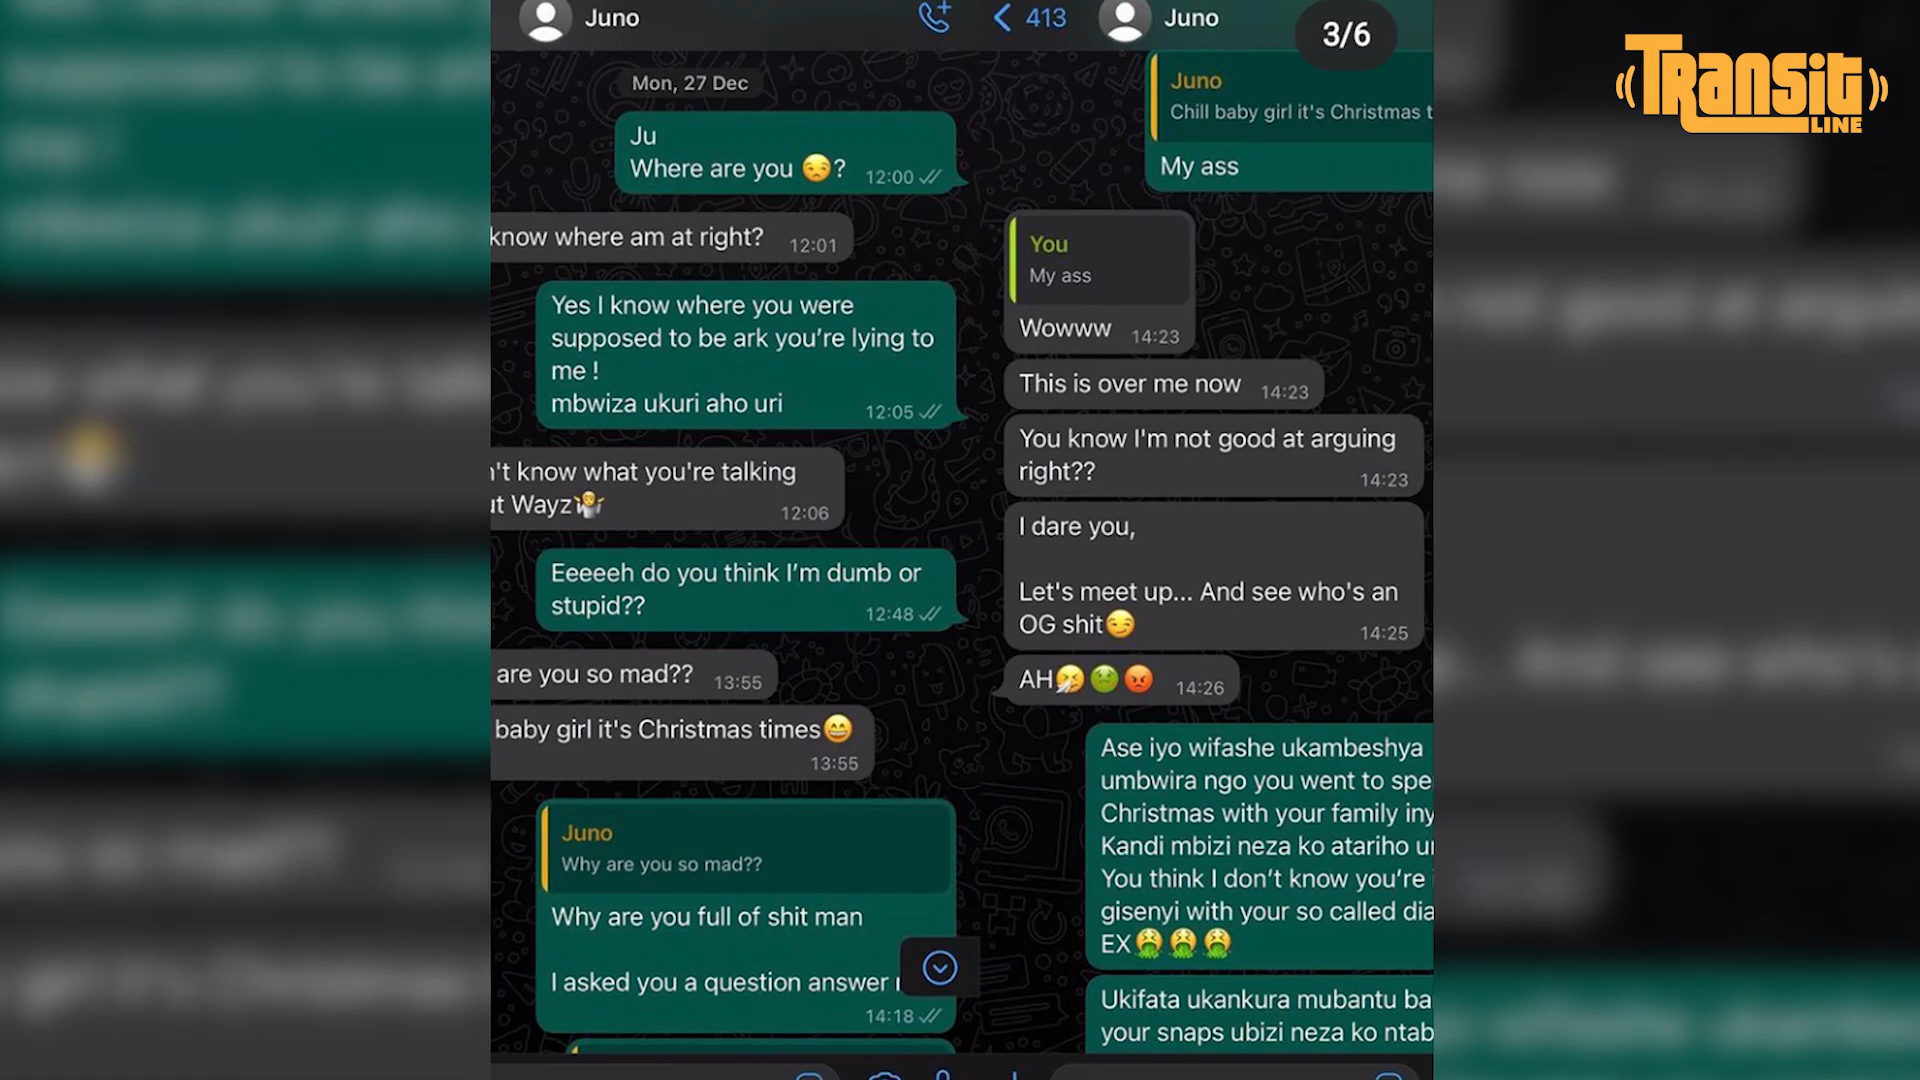 Juno
Mon, 27 Dec
Ju
Where are you 😒?
12:00
know where am at right?
12:01
Yes I know where you were
supposed to be ark you’re lying to
me !
mbwiza ukuri aho uri
12:05
't know what you're talking
ut Wayz🤷
12:06
Eeeeeh do you think I’m dumb or
stupid??
12:48
are you so mad??
13:55
baby girl it's Christmas times😄
13:55
Juno
Why are you so mad??
Why are you full of shit man
I asked you a question answer
14:18
413
Juno
3/6
Juno
Chill baby girl it's Christmas t
My ass
You
My ass
Wowww
14:23
This is over me now
14:23
You know I'm not good at arguing
right??
14:23
I dare you,
Let's meet up... And see who's an
OG shit😏
14:25
AH🤧🤢😡
14:26
Ase iyo wifashe ukambeshya
umbwira ngo you went to spe
Christmas with your family iny
Kandi mbizi neza ko atariho u
You think I don’t know you’re
gisenyi with your so called dia
EX🤮🤮🤮
Ukifata ukankura mubantu ba
your snaps ubizi neza ko ntab
TRANSIT
LINE